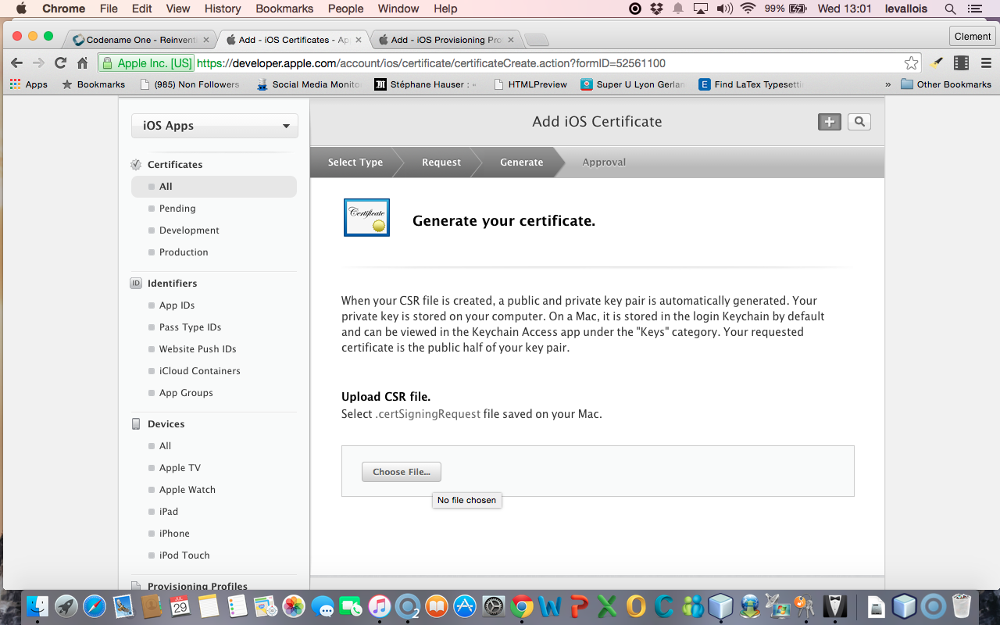 Chrome File Edit View History Bookmarks People Window Help 99% Wed 13:01 levallois
Codename One - Reinventi
Add - iOS Certificates - Ap
Add - iOS Provisioning Pro
Clement
Apple Inc. [US] https://developer.apple.com/account/ios/certificate/certificateCreate.action?formID=52561100
Apps Bookmarks (985) Non Followers Social Media Monito Stéphane Hauser : « HTMLPreview Super U Lyon Gerlan Find LaTex Typesetti » Other Bookmarks
iOS Apps
Certificates
All
Pending
Development
Production
ID Identifiers
App IDs
Pass Type IDs
Website Push IDs
iCloud Containers
App Groups
Devices
All
Apple TV
Apple Watch
iPad
iPhone
iPod Touch
Provisioning Profiles
Add iOS Certificate
Select Type Request Generate Approval
Certificate
Generate your certificate.
When your CSR file is created, a public and private key pair is automatically generated. Your
private key is stored on your computer. On a Mac, it is stored in the login Keychain by default
and can be viewed in the Keychain Access app under the "Keys" category. Your requested
certificate is the public half of your key pair.
Upload CSR file.
Select .certSigningRequest file saved on your Mac.
Choose File...
No file chosen
JUL
29